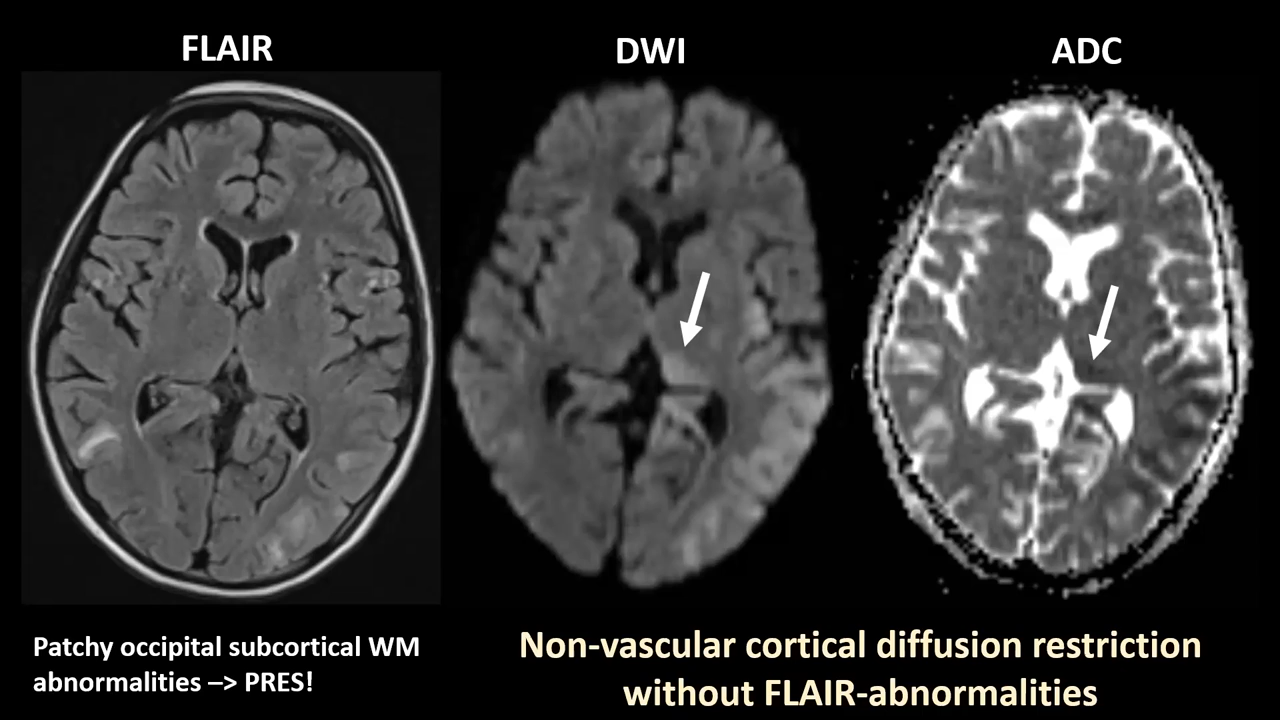 FLAIR
DWI
ADC
Patchy occipital subcortical WM
abnormalities –> PRES!
Non-vascular cortical diffusion restriction
without FLAIR-abnormalities